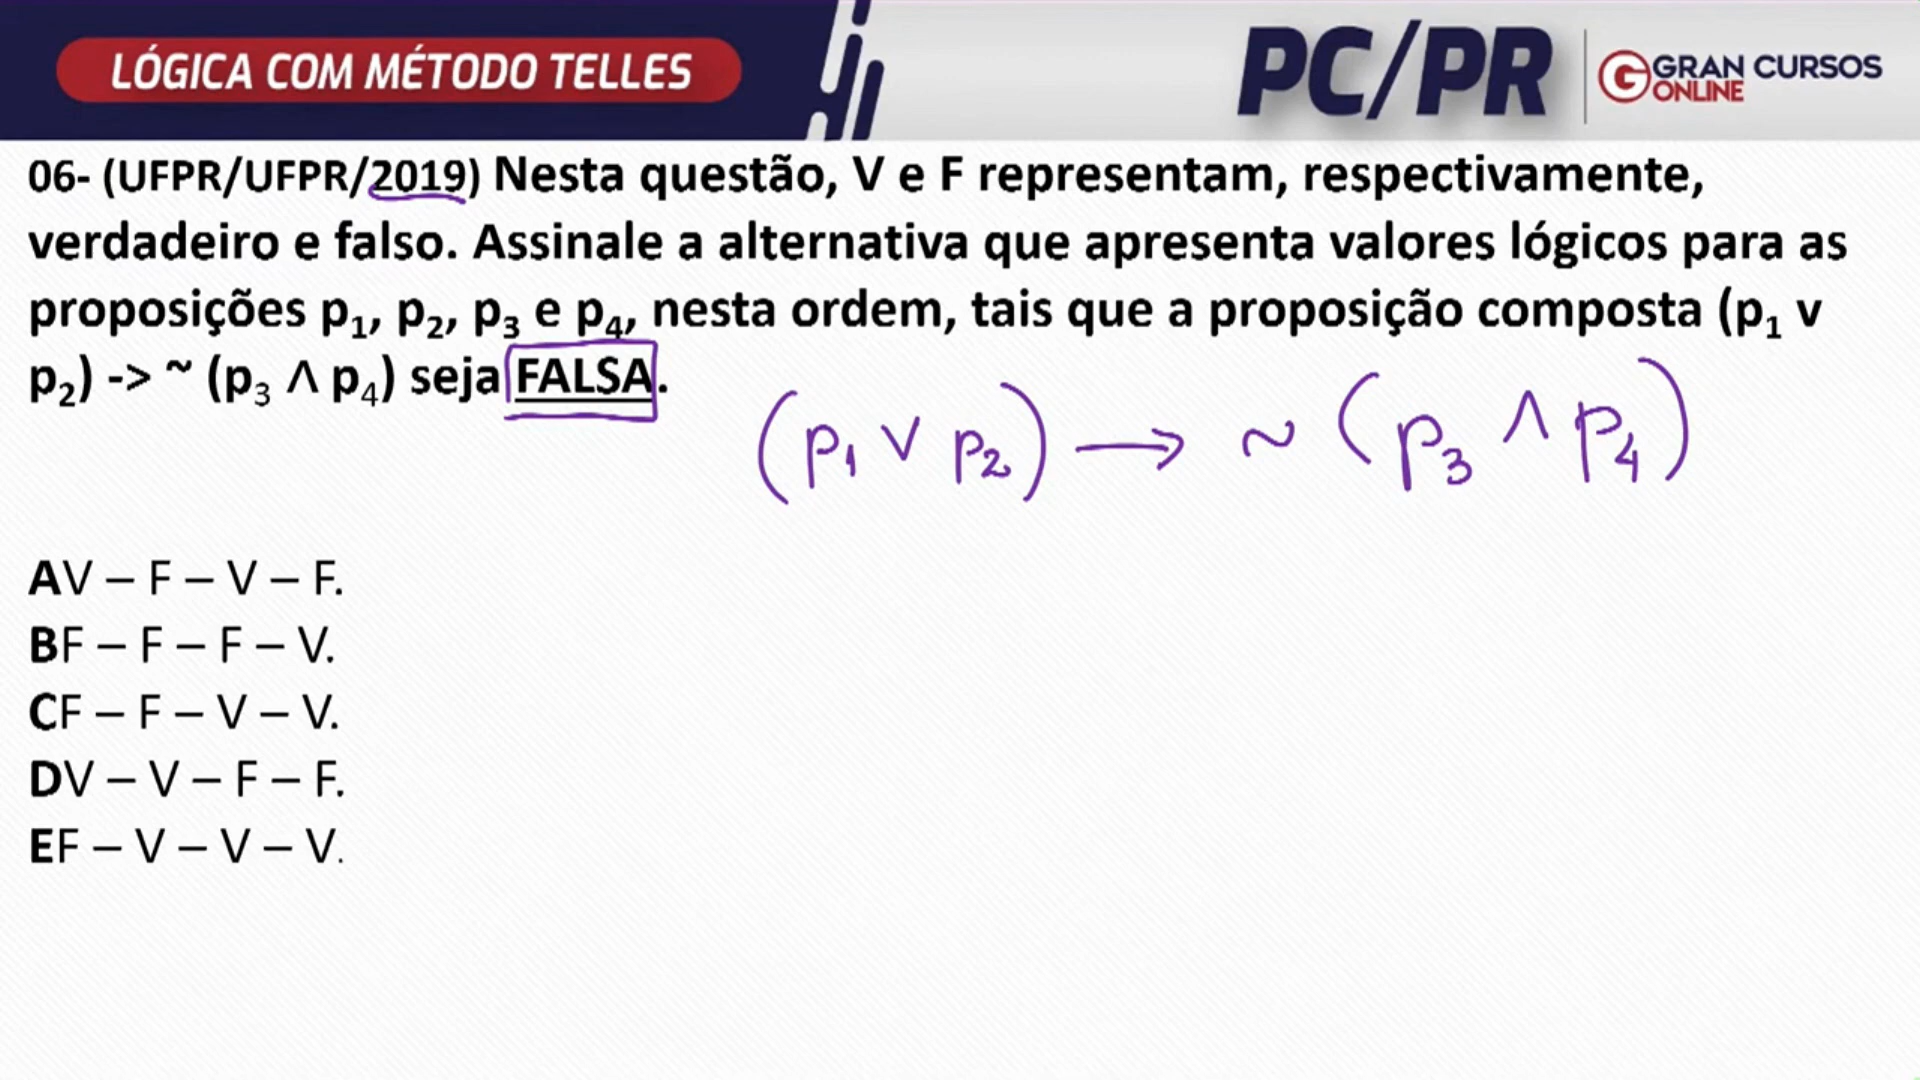 LÓGICA COM MÉTODO TELLES
PC/PR
GRAN CURSOS
ONLINE
06- (UFPR/UFPR/2019) Nesta questão, V e F representam, respectivamente,
verdadeiro e falso. Assinale a alternativa que apresenta valores lógicos para as
proposições p₁, p₂, p₃ e p₄, nesta ordem, tais que a proposição composta (p₁ v
p₂) -> ~ (p₃ Λ p₄) seja FALSA.
(p₁ ∨ p₂) → ~ (p₃ ∧ p₄)
AV – F – V – F.
BF – F – F – V.
CF – F – V – V.
DV – V – F – F.
EF – V – V – V.